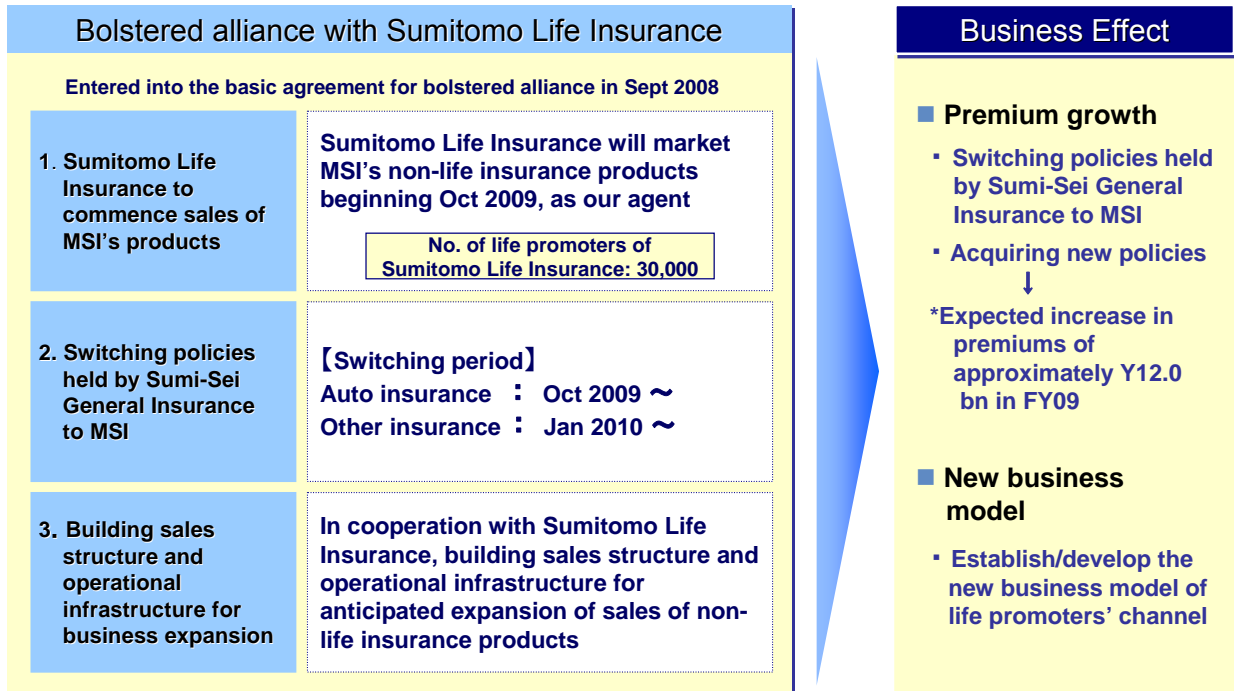 Bolstered alliance with Sumitomo Life Insurance
Entered into the basic agreement for bolstered alliance in Sept 2008
1. Sumitomo Life
Insurance to
commence sales of
MSI's products
Sumitomo Life Insurance will market
MSI's non-life insurance products
beginning Oct 2009, as our agent
No. of life promoters of
Sumitomo Life Insurance: 30,000
2. Switching policies
held by Sumi-Sei
General Insurance
to MSI
【Switching period】
Auto insurance : Oct 2009 ~
Other insurance : Jan 2010 ~
3. Building sales
structure and
operational
infrastructure for
business expansion
In cooperation with Sumitomo Life
Insurance, building sales structure and
operational infrastructure for
anticipated expansion of sales of non-
life insurance products
Business Effect
■ Premium growth
・ Switching policies held
by Sumi-Sei General
Insurance to MSI
・ Acquiring new policies
↓
*Expected increase in
premiums of
approximately Y12.0
bn in FY09
■ New business
model
・ Establish/develop the
new business model of
life promoters' channel